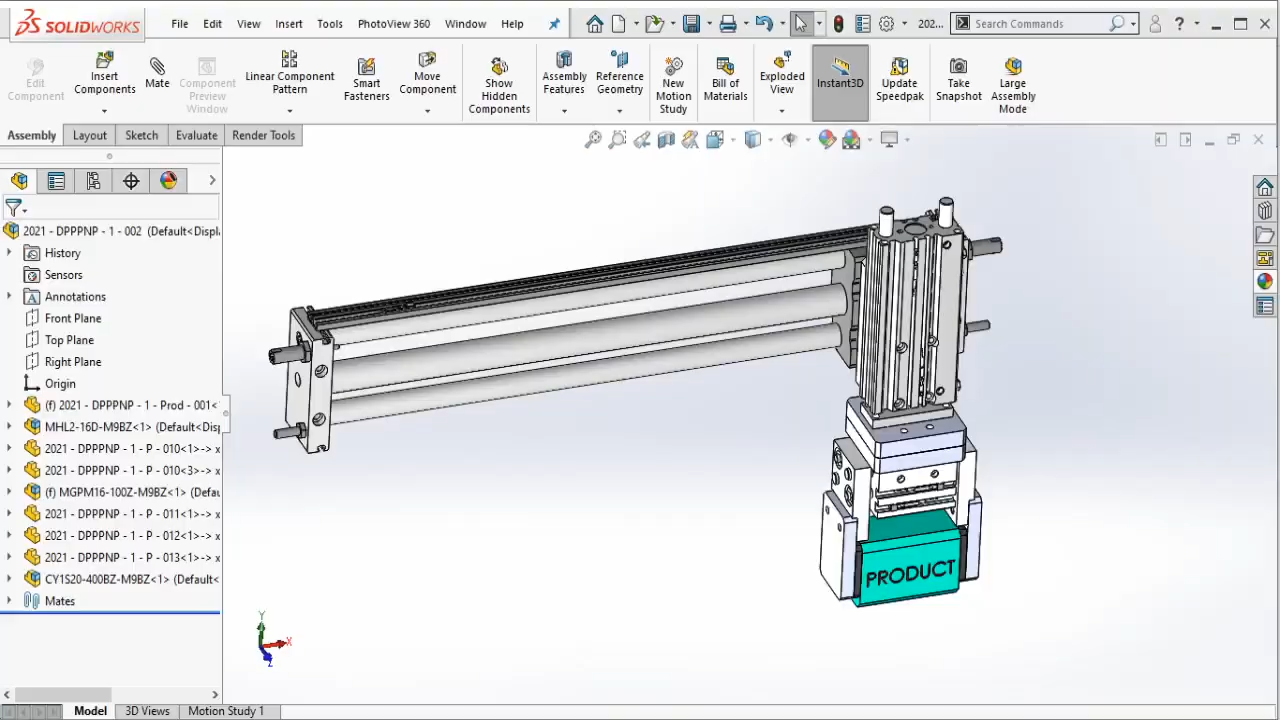 SOLIDWORKS
File Edit View Insert Tools PhotoView 360 Window Help
202...
Search Commands
Edit Component
Insert Components
Mate
Component Preview Window
Linear Component Pattern
Smart Fasteners
Move Component
Show Hidden Components
Assembly Features
Reference Geometry
New Motion Study
Bill of Materials
Exploded View
Instant3D
Update Speedpak
Take Snapshot
Large Assembly Mode
Assembly Layout Sketch Evaluate Render Tools
2021 - DPPPNP - 1 - 002 (Default<Displ
History
Sensors
Annotations
Front Plane
Top Plane
Right Plane
Origin
(f) 2021 - DPPPNP - 1 - Prod - 001<
MHL2-16D-M9BZ<1> (Default<Disp
2021 - DPPPNP - 1 - P - 010<1>-> x
2021 - DPPPNP - 1 - P - 010<3>-> x
(f) MGPM16-100Z-M9BZ<1> (Defau
2021 - DPPPNP - 1 - P - 011<1>-> x
2021 - DPPPNP - 1 - P - 012<1>-> x
2021 - DPPPNP - 1 - P - 013<1>-> x
CY1S20-400BZ-M9BZ<1> (Default<
Mates
PRODUCT
Y
X
Z
Model 3D Views Motion Study 1